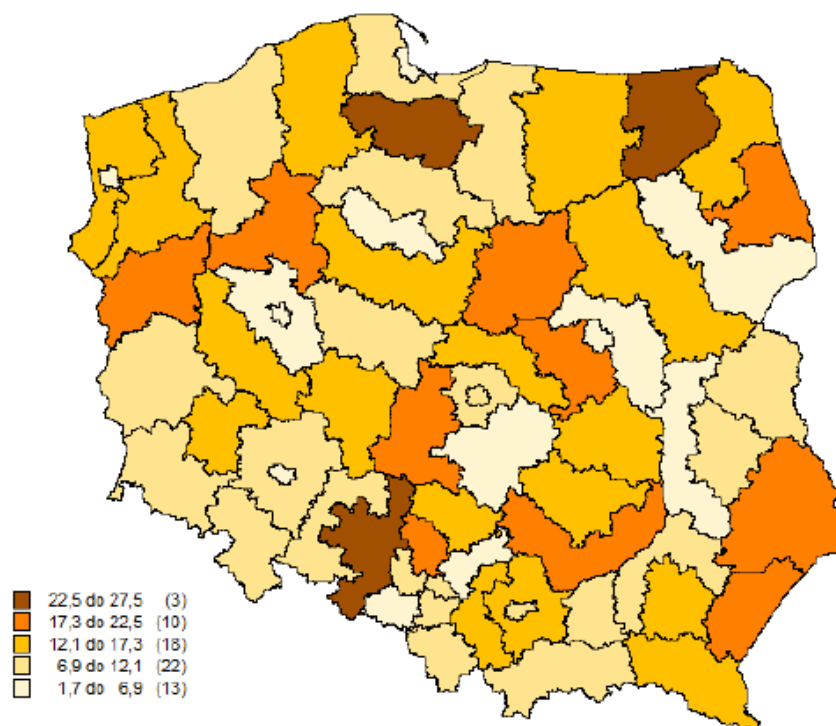 22,5 do 27,5 (3)
17,3 do 22,5 (10)
12,1 do 17,3 (18)
6,9 do 12,1 (22)
1,7 do 6,9 (13)